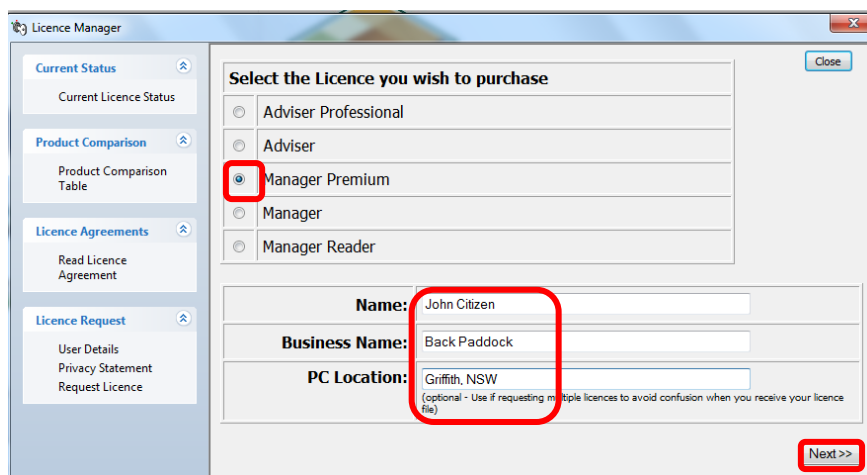 Licence Manager
x
Current Status
Current Licence Status
Product Comparison
Product Comparison
Table
Licence Agreements
Read Licence
Agreement
Licence Request
User Details
Privacy Statement
Request Licence
Close
Select the Licence you wish to purchase
Adviser Professional
Adviser
Manager Premium
Manager
Manager Reader
Name: John Citizen
Business Name: Back Paddock
PC Location: Griffith, NSW
(optional - Use if requesting multiple licences to avoid confusion when you receive your licence
file)
Next>>